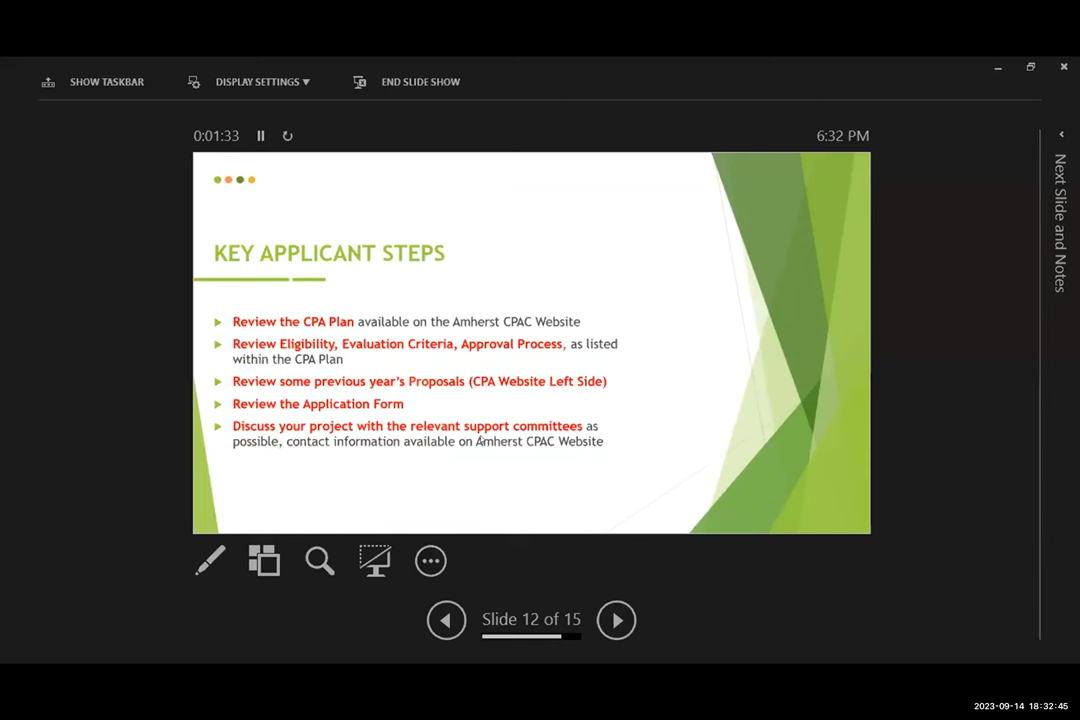 SHOW TASKBAR
DISPLAY SETTINGS ▼
END SLIDE SHOW
0:01:33
6:32 PM
KEY APPLICANT STEPS
Review the CPA Plan available on the Amherst CPAC Website
Review Eligibility, Evaluation Criteria, Approval Process, as listed
within the CPA Plan
Review some previous year's Proposals (CPA Website Left Side)
Review the Application Form
Discuss your project with the relevant support committees as
possible, contact information available on Amherst CPAC Website
Next Slide and Notes
Slide 12 of 15
2023-09-14 18:32:45